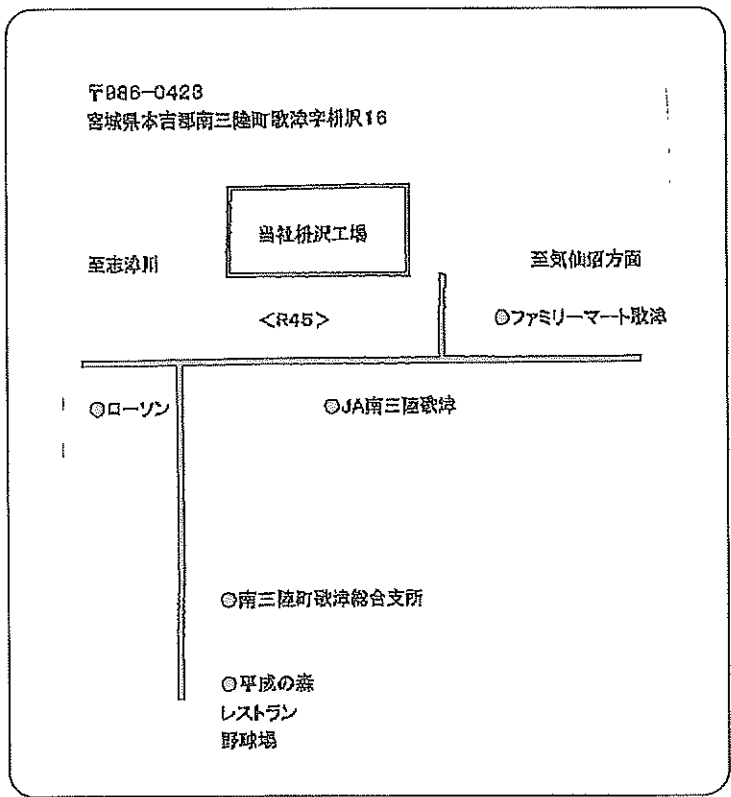 〒986-0423
宮城県本吉郡南三陸町歌津字枡沢16
当社枡沢工場
至志津川
至気仙沼方面
<R45>
◎ファミリーマート歌津
◎ローソン
◎JA南三陸歌津
◎南三陸町歌津総合支所
◎平成の森
レストラン
野球場